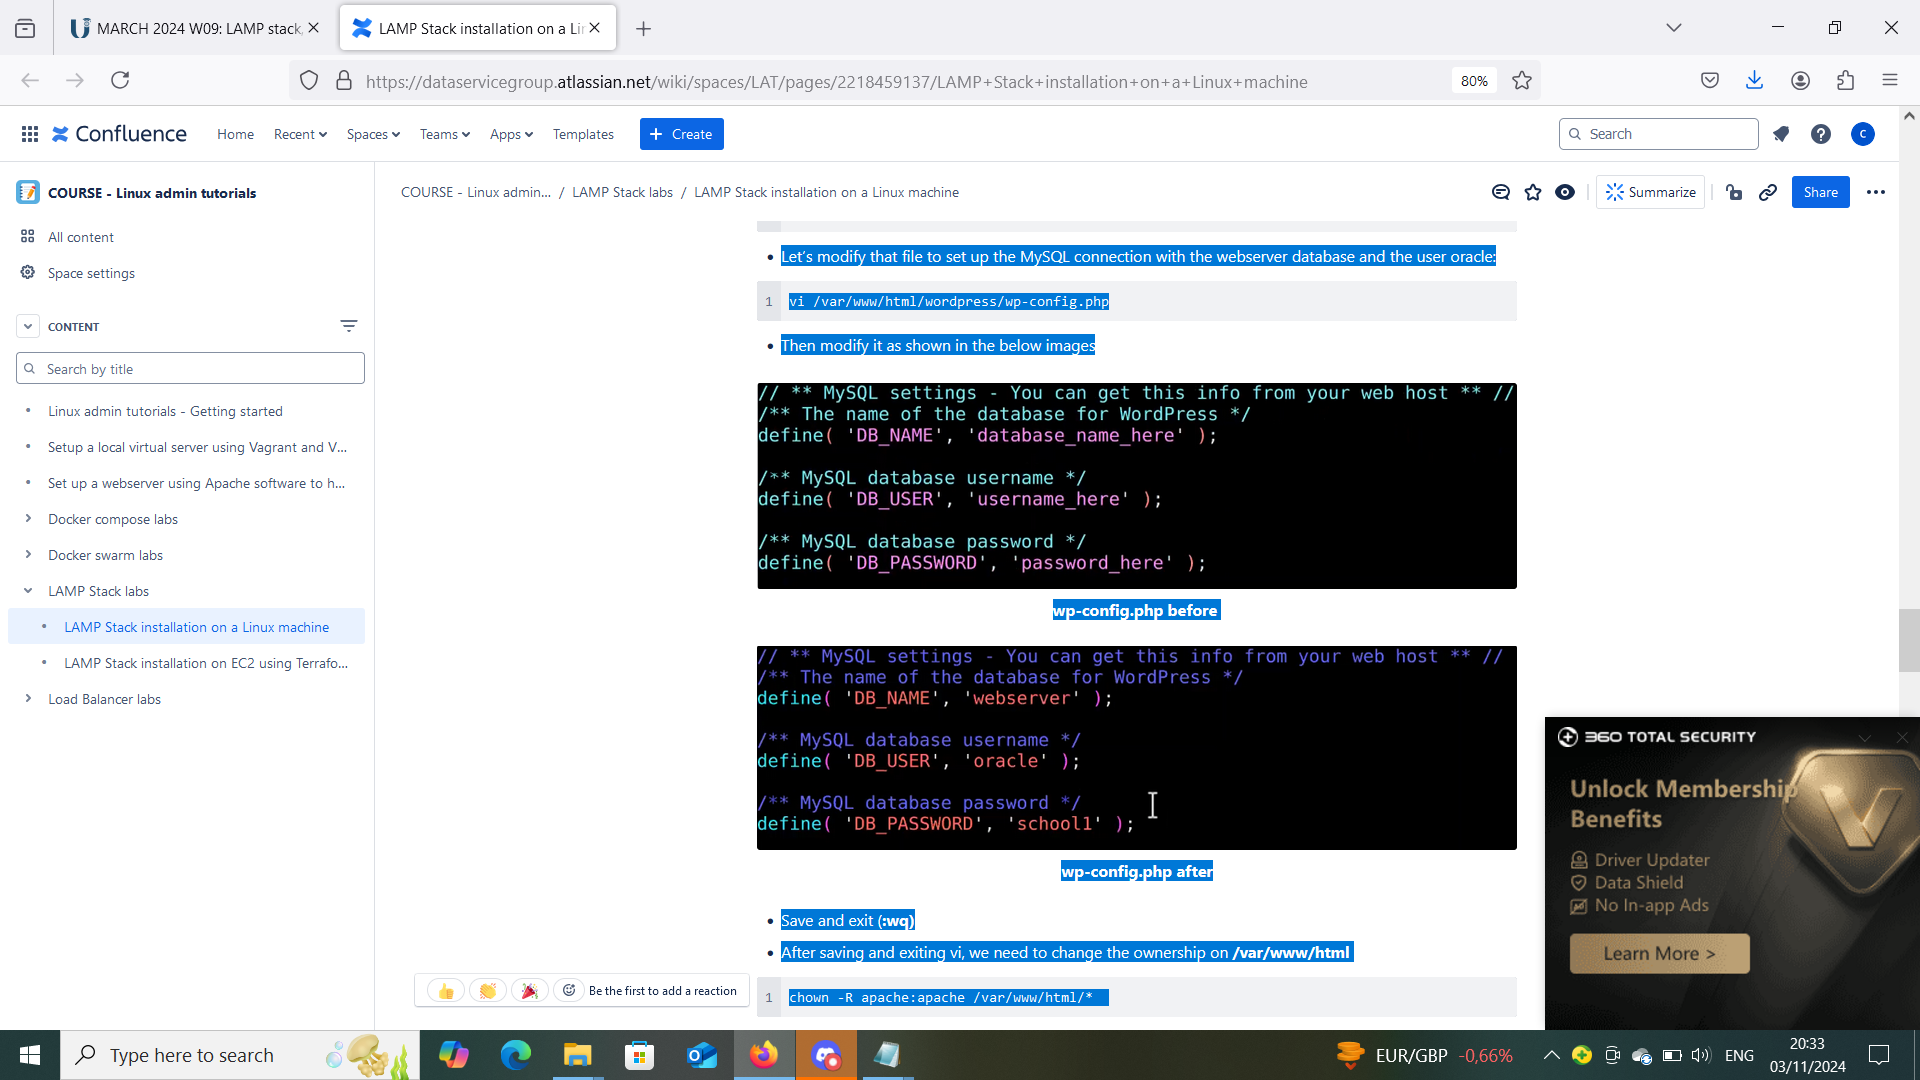 MARCH 2024 W09: LAMP stack,
LAMP Stack installation on a Lin
https://dataservicegroup.atlassian.net/wiki/spaces/LAT/pages/2218459137/LAMP+Stack+installation+on+a+Linux+machine
80%
Confluence
Home
Recent
Spaces
Teams
Apps
Templates
+ Create
Search
C
COURSE - Linux admin tutorials
All content
Space settings
CONTENT
Search by title
Linux admin tutorials - Getting started
Setup a local virtual server using Vagrant and V...
Set up a webserver using Apache software to h...
Docker compose labs
Docker swarm labs
LAMP Stack labs
LAMP Stack installation on a Linux machine
LAMP Stack installation on EC2 using Terrafo...
Load Balancer labs
COURSE - Linux admin... / LAMP Stack labs / LAMP Stack installation on a Linux machine
Summarize
Share
• Let's modify that file to set up the MySQL connection with the webserver database and the user oracle:
1 vi /var/www/html/wordpress/wp-config.php
• Then modify it as shown in the below images
// ** MySQL settings - You can get this info from your web host ** //
/** The name of the database for WordPress */
define( 'DB_NAME', 'database_name_here' );
/** MySQL database username */
define( 'DB_USER', 'username_here' );
/** MySQL database password */
define( 'DB_PASSWORD', 'password_here' );
wp-config.php before
// ** MySQL settings - You can get this info from your web host ** //
/** The name of the database for WordPress */
define( 'DB_NAME', 'webserver' );
/** MySQL database username */
define( 'DB_USER', 'oracle' );
/** MySQL database password */
define( 'DB_PASSWORD', 'school1' );
wp-config.php after
• Save and exit (:wq)
• After saving and exiting vi, we need to change the ownership on /var/www/html
1 chown -R apache:apache /var/www/html/*
Be the first to add a reaction
360 TOTAL SECURITY
Unlock Membership
Benefits
Driver Updater
Data Shield
No In-app Ads
Learn More >
Type here to search
EUR/GBP -0,66%
ENG
20:33
03/11/2024